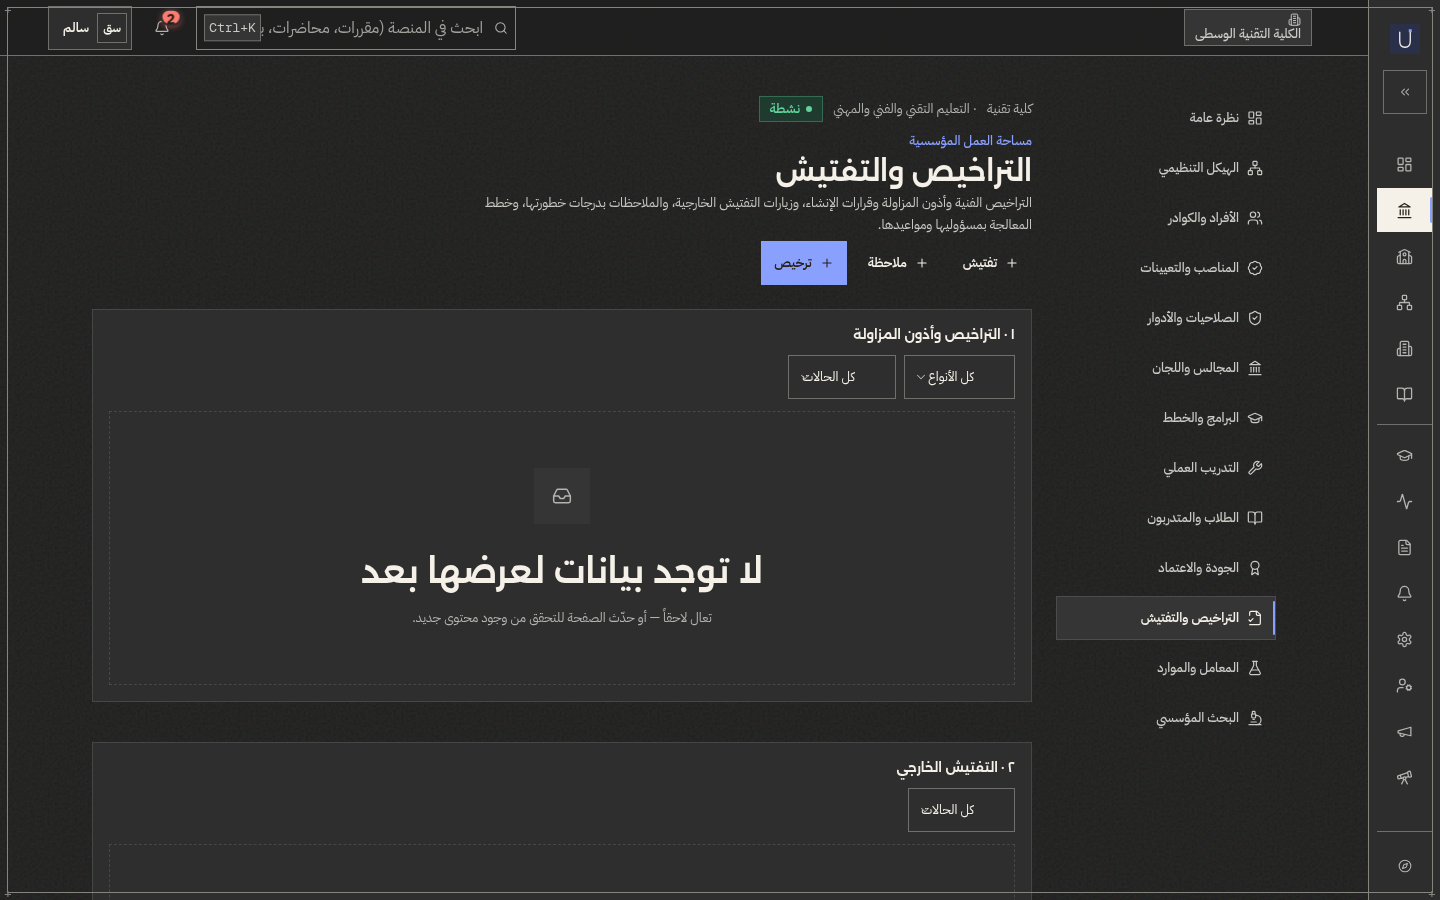 الكلية التقنية الوسطى
ابحث في المنصة (مقررات، محاضرات،
Ctrl+K
2
سق
سالم
نظرة عامة
الهيكل التنظيمي
الأفراد والكوادر
المناصب والتعيينات
الصلاحيات والأدوار
المجالس واللجان
البرامج والخطط
التدريب العملي
الطلاب والمتدربون
الجودة والاعتماد
التراخيص والتفتيش
المعامل والموارد
البحث المؤسسي
كلية تقنية · التعليم التقني والفني والمهني
نشطة
مساحة العمل المؤسسية
التراخيص والتفتيش
التراخيص الفنية وأذون المزاولة وقرارات الإنشاء، وزيارات التفتيش الخارجية، والملاحظات بدرجات خطورتها، وخطط
المعالجة بمسؤوليها ومواعيدها.
تفتيش
ملاحظة
ترخيص
٠١ التراخيص وأذون المزاولة
كل الأنواع
كل الحالات
لا توجد بيانات لعرضها بعد
تعال لاحقاً — أو حدّث الصفحة للتحقق من وجود محتوى جديد.
٠٢ التفتيش الخارجي
كل الحالات